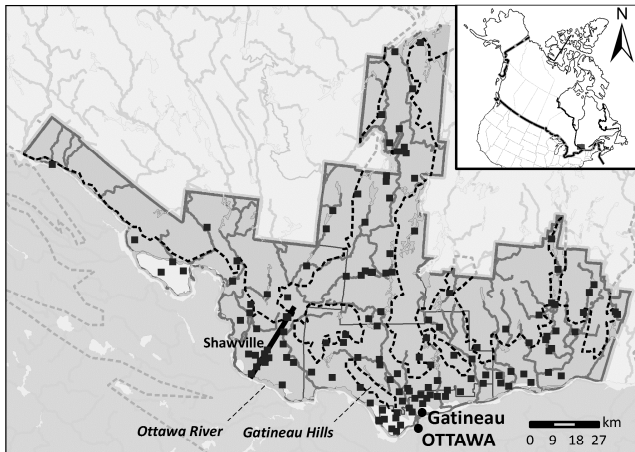 N
Shawville
Ottawa River
Gatineau Hills
Gatineau
OTTAWA
km
0 9 18 27